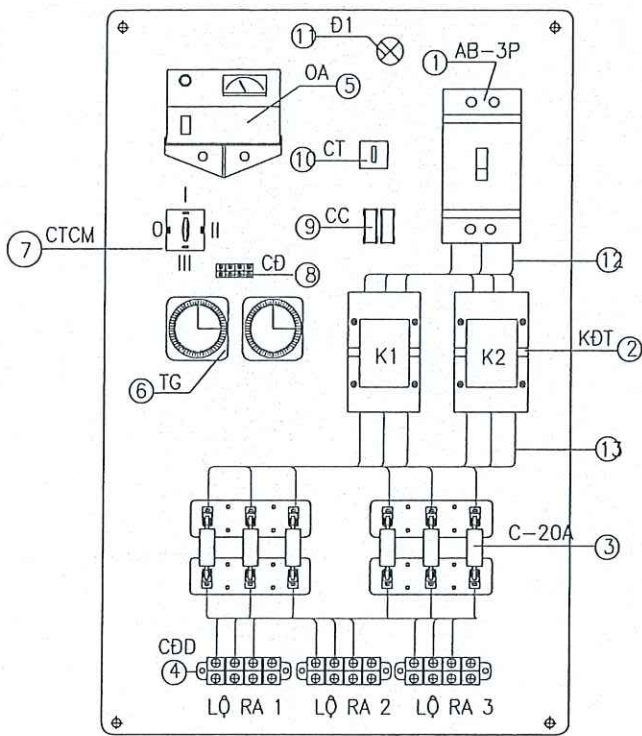 11 Đ1
1 AB-3P
OA 5
10 CT
I
O II
III
7 CTCM
9 CC
CĐ 8
12
K1 K2
KĐT 2
6 TG
13
C-20A 3
CĐD
4
LỘ RA 1 LỘ RA 2 LỘ RA 3